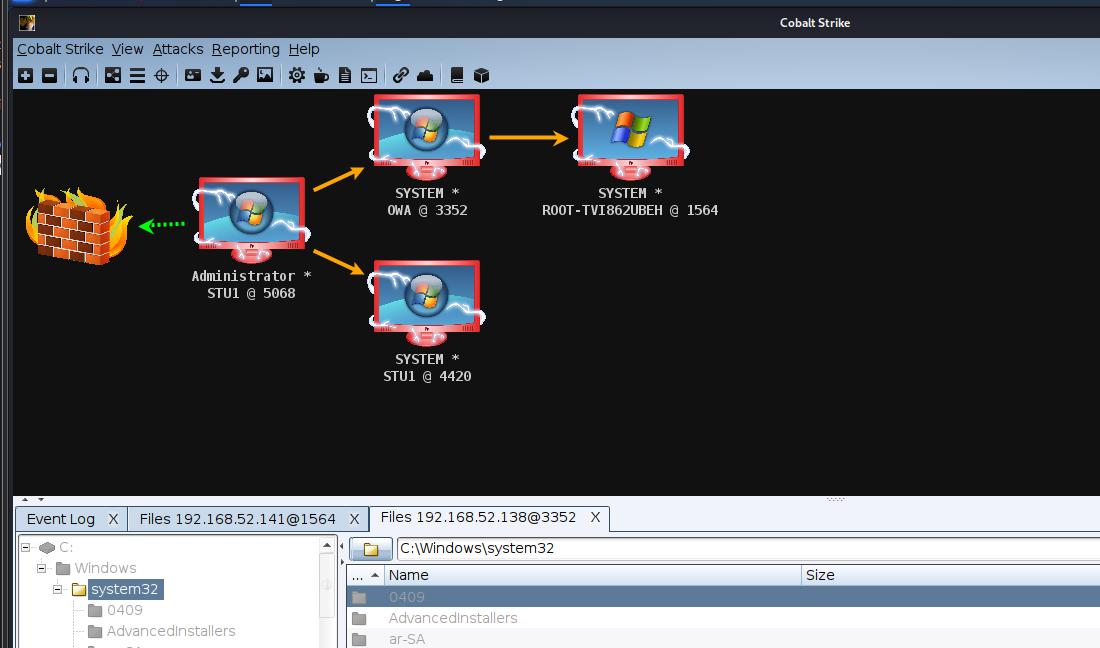 Cobalt Strike
Cobalt Strike View Attacks Reporting Help
SYSTEM *
OWA @ 3352
SYSTEM *
ROOT-TVI862UBEH @ 1564
Administrator *
STU1 @ 5068
SYSTEM *
STU1 @ 4420
Event Log X Files 192.168.52.141@1564 X Files 192.168.52.138@3352 X
C:
Windows
system32
0409
AdvancedInstallers
C:\Windows\system32
... Name Size
0409
AdvancedInstallers
ar-SA